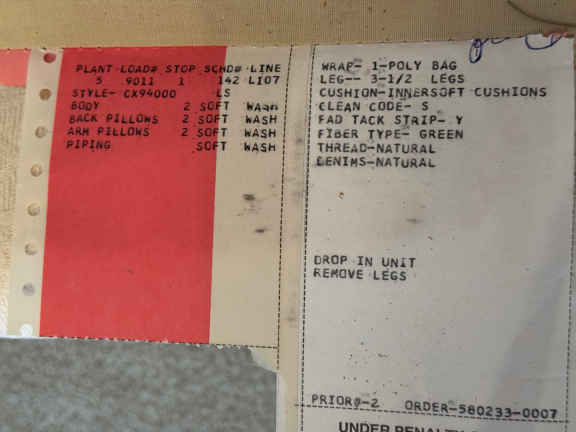 PLANT LOAD# STOP SCHD# LINE
5 9011 1 142 L107
STYLE- CX94000 LS
BODY 2 SOFT WASH
BACK PILLOWS 2 SOFT WASH
ARM PILLOWS 2 SOFT WASH
PIPING SOFT WASH
WRAP- 1-POLY BAG
LEG-- 3-1/2 LEGS
CUSHION-INNERSOFT CUSHIONS
CLEAN CODE- S
PAD TACK STRIP- Y
FIBER TYPE- GREEN
THREAD-NATURAL
DENIMS-NATURAL
DROP IN UNIT
REMOVE LEGS
PRIOR#-2 ORDER-580233-0007
UNDER PENALTY